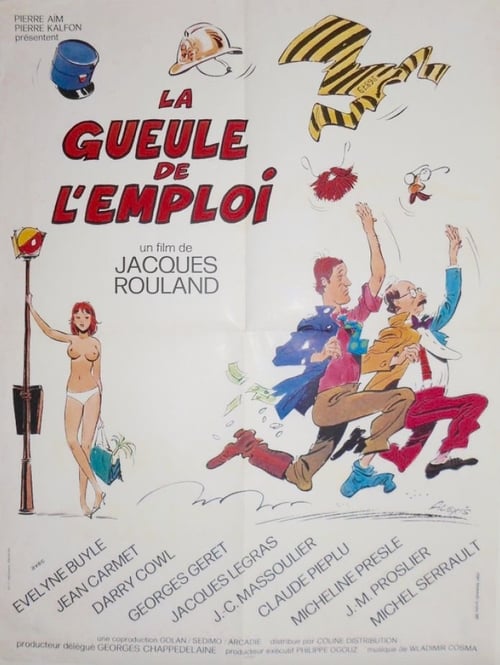 PIERRE AÏM
PIERRE KALFON
présentent
LA
GUEULE
DE
L'EMPLOI
un film de
JACQUES
ROULAND
Alexis
avec
EVELYNE BUYLE
JEAN CARMET
DARRY COWL
GEORGES GERET
JACQUES LEGRAS
J.-C. MASSOULIER
CLAUDE PIEPLU
MICHELINE PRESLE
J.-M. PROSLIER
MICHEL SERRAULT
une coproduction GOLAN / SEDIMO / ARCADIE distribué par COLINE DISTRIBUTION
producteur délégué GEORGES CHAPPEDELAINE producteur exécutif PHILIPPE OGOUZ musique de WLADIMIR COSMA